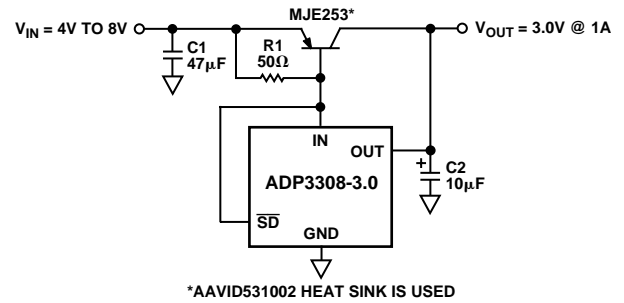 MJE253*
V_IN = 4V TO 8V
V_OUT = 3.0V @ 1A
C1
47μF
R1
50Ω
IN
OUT
ADP3308-3.0
C2
+
10μF
S̅D̅
GND
*AAVID531002 HEAT SINK IS USED